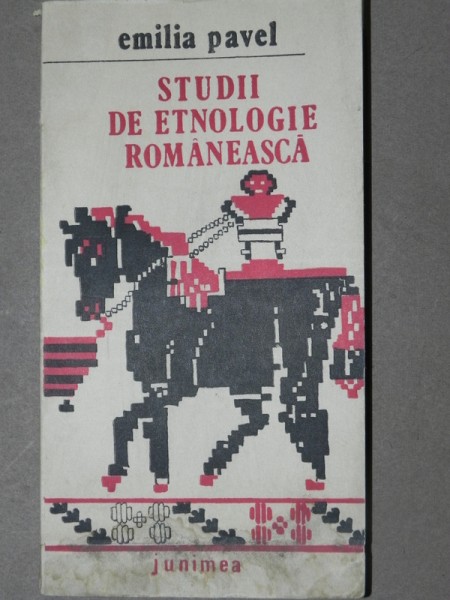 emilia pavel
STUDII
DE ETNOLOGIE
ROMÂNEASCĂ
junimea